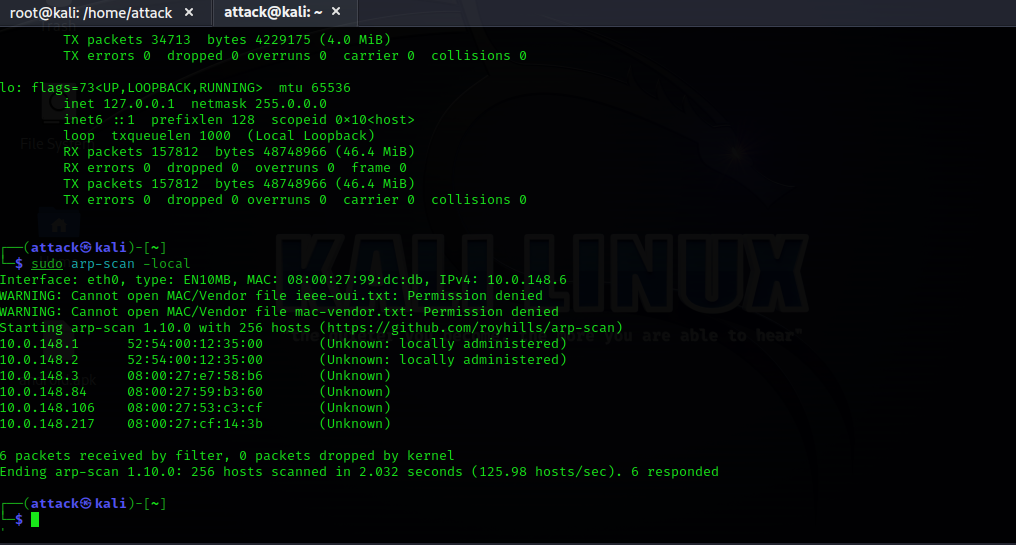 root@kali: /home/attack ×
attack@kali: ~ ×
TX packets 34713 bytes 4229175 (4.0 MiB)
TX errors 0 dropped 0 overruns 0 carrier 0 collisions 0
lo: flags=73<UP,LOOPBACK,RUNNING> mtu 65536
inet 127.0.0.1 netmask 255.0.0.0
inet6 ::1 prefixlen 128 scopeid 0×10<host>
loop txqueuelen 1000 (Local Loopback)
RX packets 157812 bytes 48748966 (46.4 MiB)
RX errors 0 dropped 0 overruns 0 frame 0
TX packets 157812 bytes 48748966 (46.4 MiB)
TX errors 0 dropped 0 overruns 0 carrier 0 collisions 0
┌──(attack㉿kali)-[~]
└─$ sudo arp-scan -local
Interface: eth0, type: EN10MB, MAC: 08:00:27:99:dc:db, IPv4: 10.0.148.6
WARNING: Cannot open MAC/Vendor file ieee-oui.txt: Permission denied
WARNING: Cannot open MAC/Vendor file mac-vendor.txt: Permission denied
Starting arp-scan 1.10.0 with 256 hosts (https://github.com/royhills/arp-scan)
10.0.148.1 52:54:00:12:35:00 (Unknown: locally administered)
10.0.148.2 52:54:00:12:35:00 (Unknown: locally administered)
10.0.148.3 08:00:27:e7:58:b6 (Unknown)
10.0.148.84 08:00:27:59:b3:60 (Unknown)
10.0.148.106 08:00:27:53:c3:cf (Unknown)
10.0.148.217 08:00:27:cf:14:3b (Unknown)
6 packets received by filter, 0 packets dropped by kernel
Ending arp-scan 1.10.0: 256 hosts scanned in 2.032 seconds (125.98 hosts/sec). 6 responded
┌──(attack㉿kali)-[~]
└─$
KALI LINUX
you are able to hear"